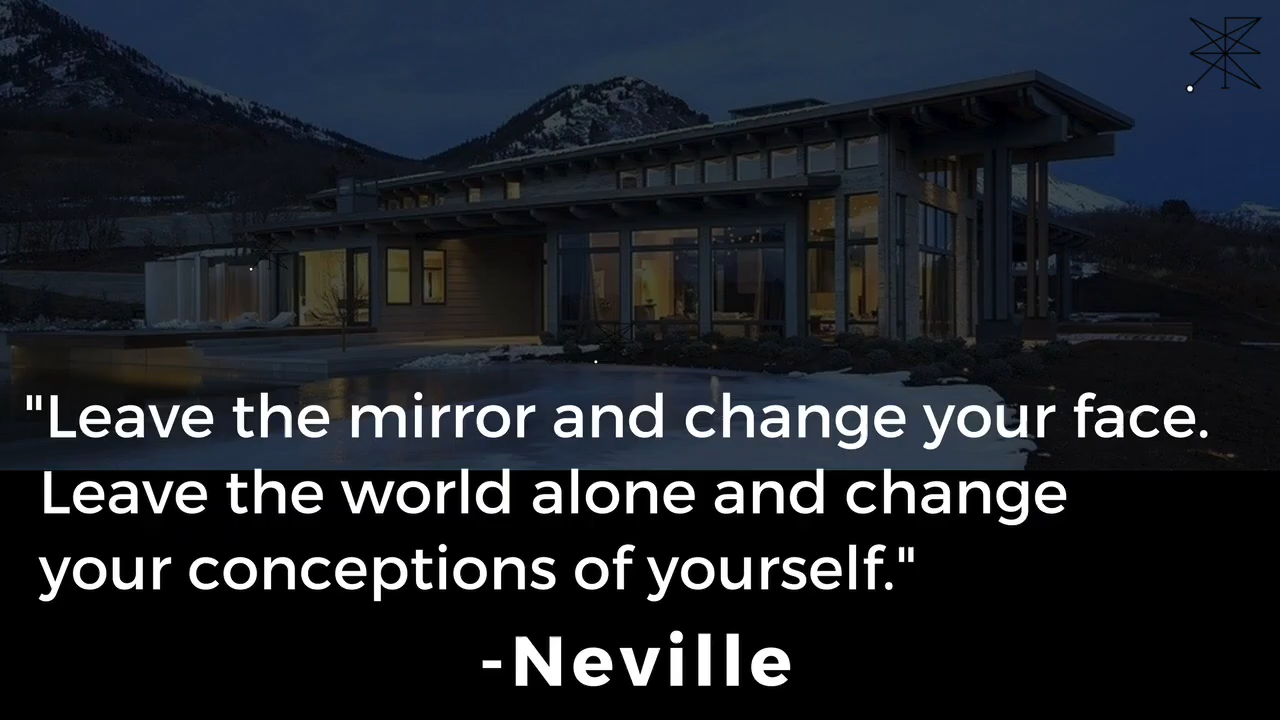 "Leave the mirror and change your face.
Leave the world alone and change
your conceptions of yourself."
-Neville